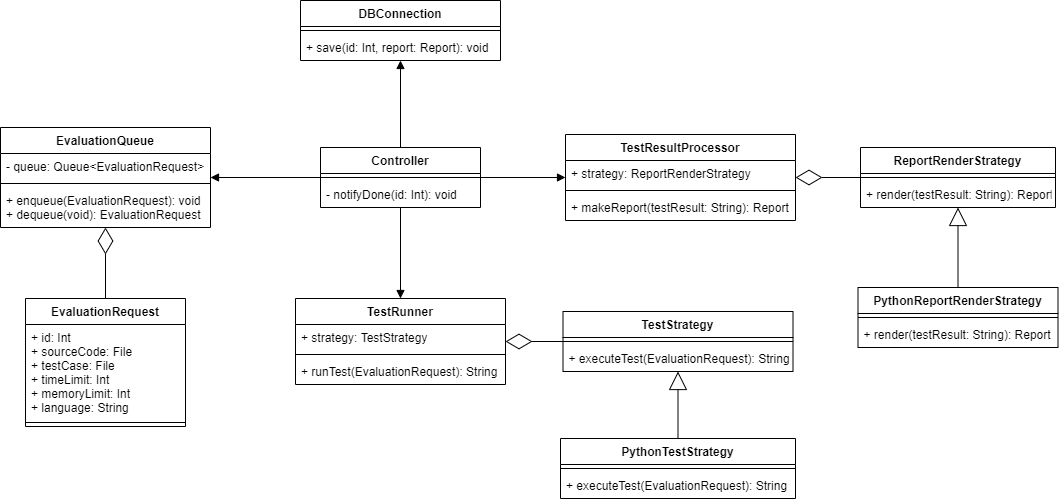 DBConnection
+ save(id: Int, report: Report): void
EvaluationQueue
- queue: Queue<EvaluationRequest>
+ enqueue(EvaluationRequest): void
+ dequeue(void): EvaluationRequest
Controller
- notifyDone(id: Int): void
TestResultProcessor
+ strategy: ReportRenderStrategy
+ makeReport(testResult: String): Report
ReportRenderStrategy
+ render(testResult: String): Report
EvaluationRequest
+ id: Int
+ sourceCode: File
+ testCase: File
+ timeLimit: Int
+ memoryLimit: Int
+ language: String
TestRunner
+ strategy: TestStrategy
+ runTest(EvaluationRequest): String
TestStrategy
+ executeTest(EvaluationRequest): String
PythonReportRenderStrategy
+ render(testResult: String): Report
PythonTestStrategy
+ executeTest(EvaluationRequest): String